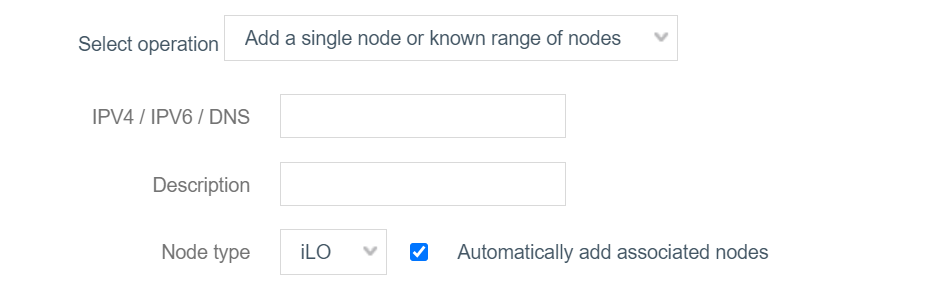 Select operation Add a single node or known range of nodes
IPV4 / IPV6 / DNS
Description
Node type iLO Automatically add associated nodes